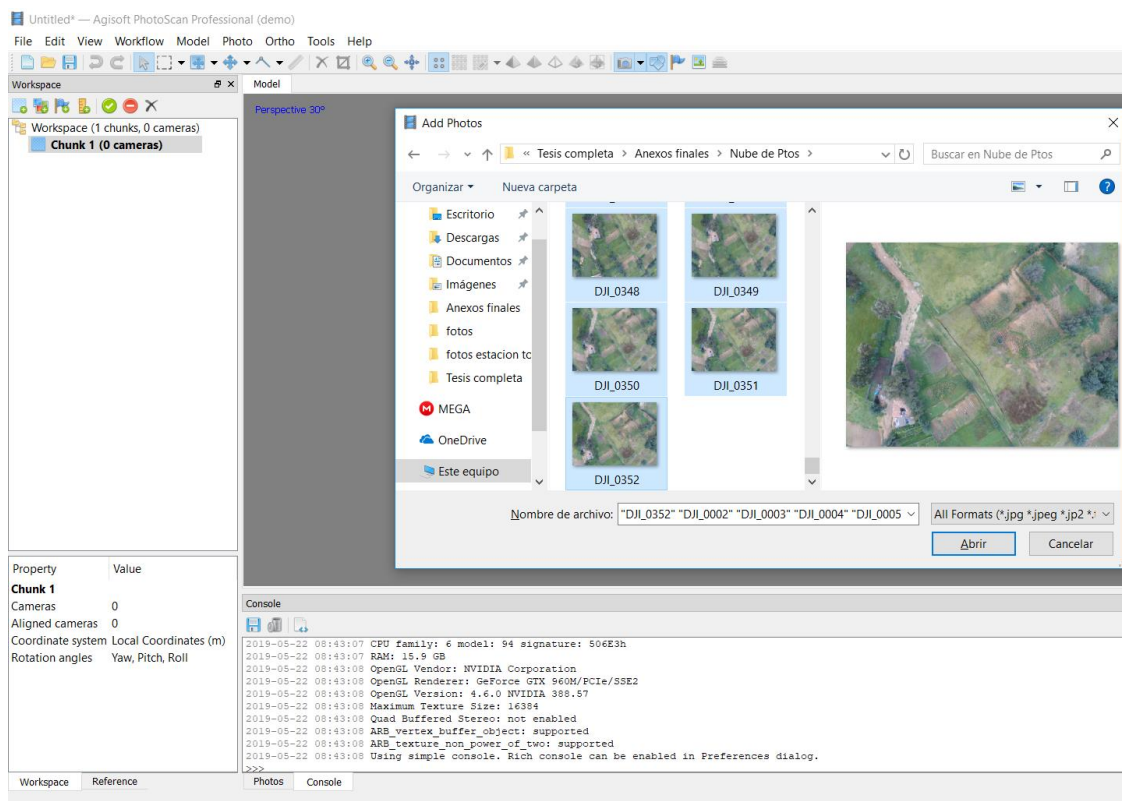 Untitled* — Agisoft PhotoScan Professional (demo)
File Edit View Workflow Model Photo Ortho Tools Help
Workspace
Model
Workspace (1 chunks, 0 cameras)
Chunk 1 (0 cameras)
Perspective 30°
Add Photos
« Tesis completa > Anexos finales > Nube de Ptos >
Buscar en Nube de Ptos
Organizar
Nueva carpeta
Escritorio
Descargas
Documentos
Imágenes
Anexos finales
fotos
fotos estacion to
Tesis completa
MEGA
OneDrive
Este equipo
DJI_0348
DJI_0349
DJI_0350
DJI_0351
DJI_0352
Nombre de archivo: "DJI_0352" "DJI_0002" "DJI_0003" "DJI_0004" "DJI_0005
All Formats (*.jpg *.jpeg *.jp2 *.
Abrir
Cancelar
Property Value
Chunk 1
Cameras 0
Aligned cameras 0
Coordinate system Local Coordinates (m)
Rotation angles Yaw, Pitch, Roll
Console
2019-05-22 08:43:07 CPU family: 6 model: 94 signature: 506E3h
2019-05-22 08:43:07 RAM: 15.9 GB
2019-05-22 08:43:08 OpenGL Vendor: NVIDIA Corporation
2019-05-22 08:43:08 OpenGL Renderer: GeForce GTX 960M/PCIe/SSE2
2019-05-22 08:43:08 OpenGL Version: 4.6.0 NVIDIA 388.57
2019-05-22 08:43:08 Maximum Texture Size: 16384
2019-05-22 08:43:08 Quad Buffered Stereo: not enabled
2019-05-22 08:43:08 ARB_vertex_buffer_object: supported
2019-05-22 08:43:08 ARB_texture_non_power_of_two: supported
2019-05-22 08:43:08 Using simple console. Rich console can be enabled in Preferences dialog.
>>>
Workspace Reference
Photos Console